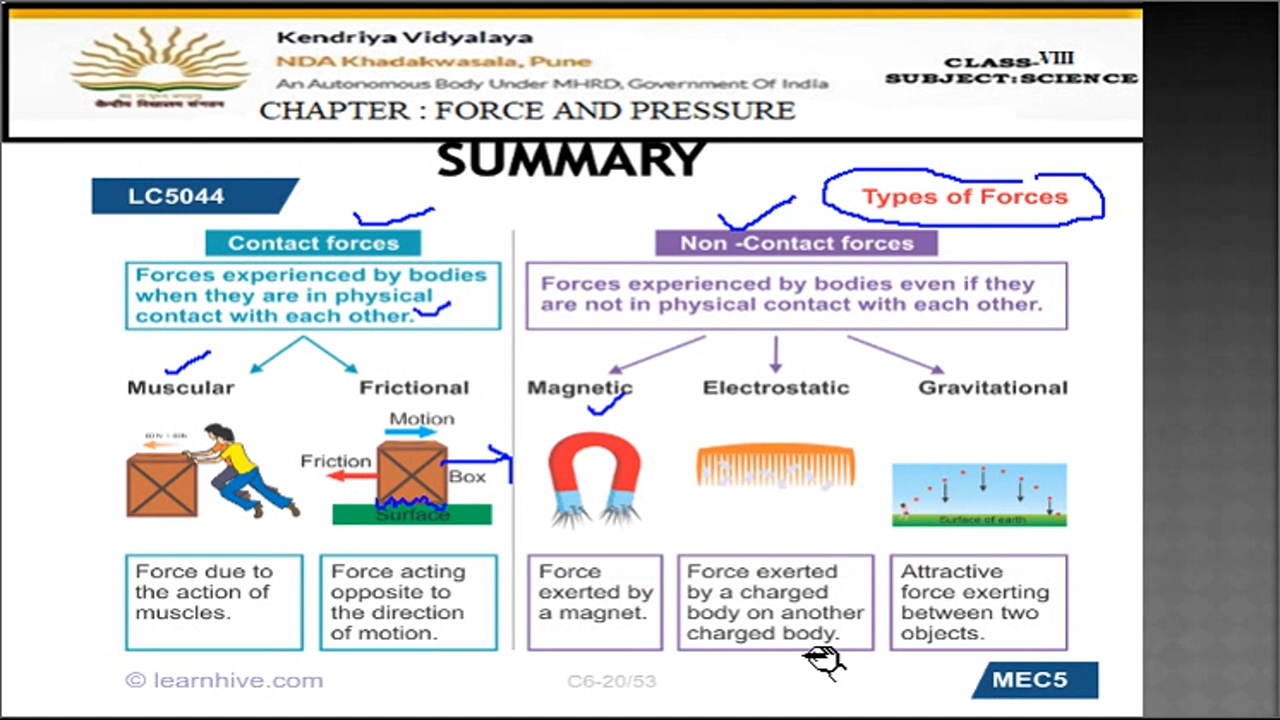 Kendriya Vidyalaya
NDA Khadakwasala, Pune
An Autonomous Body Under MHRD, Government Of India
केन्द्रीय विद्यालय संगठन
CHAPTER : FORCE AND PRESSURE
CLASS-VIII
SUBJECT:SCIENCE
SUMMARY
LC5044
Types of Forces
Contact forces
Forces experienced by bodies
when they are in physical
contact with each other.
Muscular
Frictional
Motion
Friction
Box
Surface
Force due to
the action of
muscles.
Force acting
opposite to
the direction
of motion.
Non -Contact forces
Forces experienced by bodies even if they
are not in physical contact with each other.
Magnetic
Electrostatic
Gravitational
Surface of earth
Force
exerted by
a magnet.
Force exerted
by a charged
body on another
charged body.
Attractive
force exerting
between two
objects.
© learnhive.com
C6-20/53
MEC5